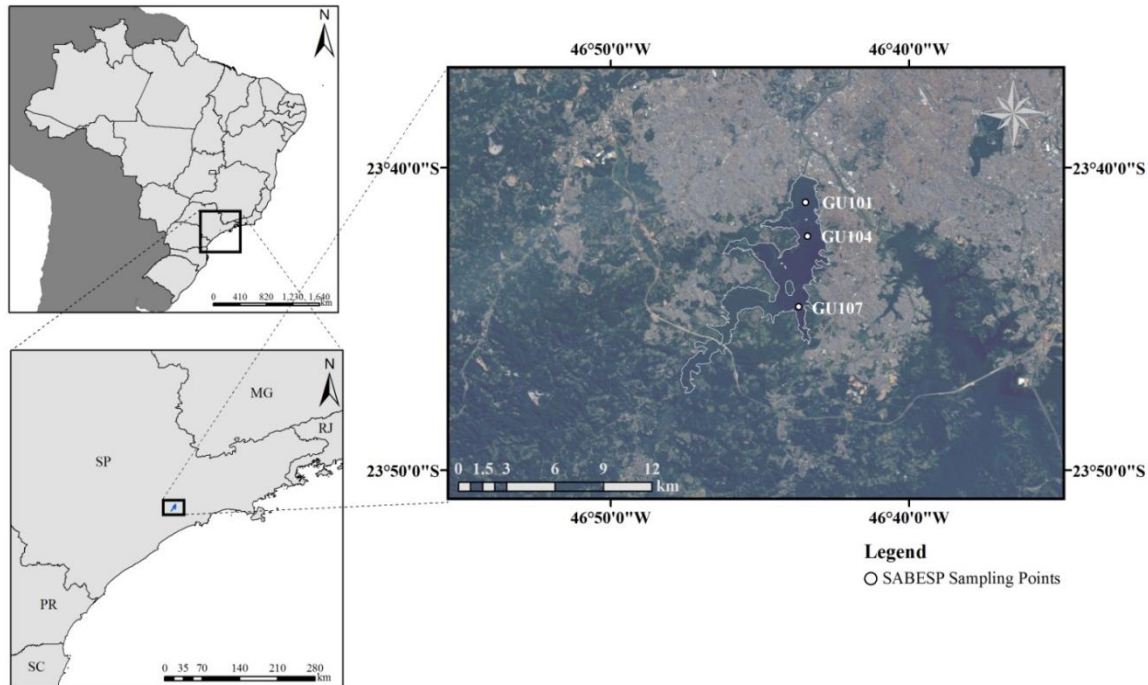 N
0 410 820 1,230 1,640
km
N
MG
RJ
SP
PR
SC
0 35 70 140 210 280
km
46°50'0"W 46°40'0"W
23°40'0"S 23°40'0"S
GU101
GU104
GU107
23°50'0"S 23°50'0"S
0 1.5 3 6 9 12
km
46°50'0"W 46°40'0"W
Legend
SABESP Sampling Points